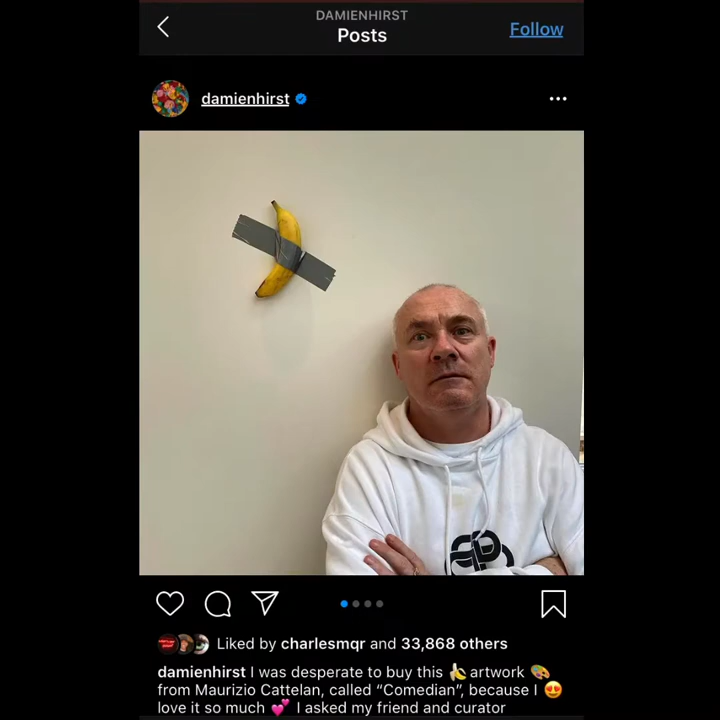 DAMIENHIRST
Posts
Follow
damienhirst
Liked by charlesmqr and 33,868 others
damienhirst I was desperate to buy this 🍌 artwork 🎨
from Maurizio Cattelan, called “Comedian”, because I 😍
love it so much 💕 I asked my friend and curator